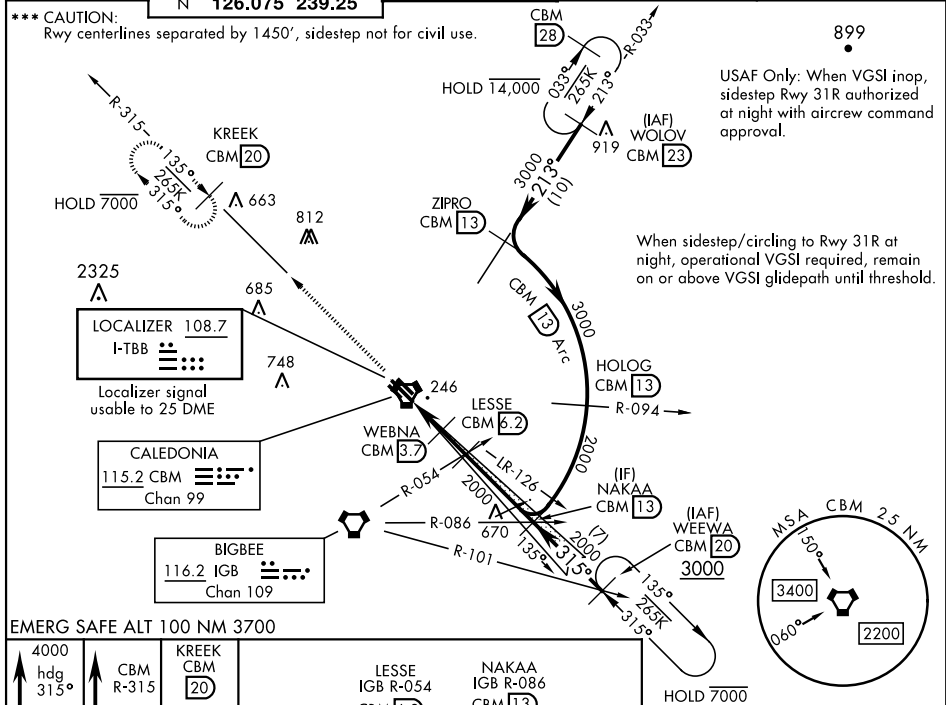 N 126.075 239.25
*** CAUTION:
Rwy centerlines separated by 1450', sidestep not for civil use.
CBM
28
R-033
HOLD 14,000
033°
265K
213°
899
USAF Only: When VGSI inop,
sidestep Rwy 31R authorized
at night with aircrew command
approval.
919
(IAF)
WOLOV
CBM 23
3000
213°
(10)
R-315
KREEK
CBM 20
135°
265K
315°
HOLD 7000
663
812
ZIPRO
CBM 13
When sidestep/circling to Rwy 31R at
night, operational VGSI required, remain
on or above VGSI glidepath until threshold.
CBM 13 Arc
3000
2325
685
LOCALIZER 108.7
I-TBB
Localizer signal
usable to 25 DME
748
HOLOG
CBM 13
R-094
2000
246
LESSE
CBM 6.2
WEBNA
CBM 3.7
LR-126
CALEDONIA
115.2 CBM
Chan 99
R-054
2000
(IF)
NAKAA
CBM 13
R-086
670
135°
315°
(7)
2000
(IAF)
WEEWA
CBM 20
3000
R-101
BIGBEE
116.2 IGB
Chan 109
135°
265K
315°
HOLD 7000
MSA CBM 25 NM
150°
3400
060°
2200
EMERG SAFE ALT 100 NM 3700
4000
hdg
315°
CBM
R-315
KREEK
CBM
20
LESSE
IGB R-054
NAKAA
IGB R-086
CBM 13